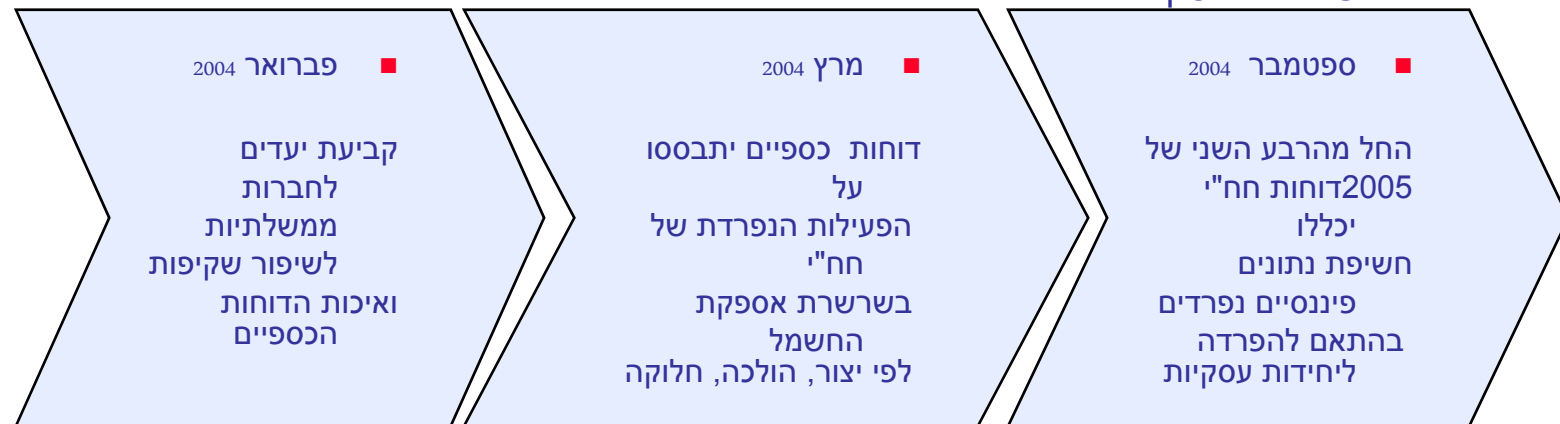 פברואר 2004
קביעת יעדים
לחברות
ממשלתיות
לשיפור שקיפות
ואיכות הדוחות
הכספיים
מרץ 2004
דוחות כספיים יתבססו
על
הפעילות הנפרדת של
חח"י
בשרשרת אספקת
החשמל
לפי יצור, הולכה, חלוקה
ספטמבר 2004
החל מהרבע השני של
2005דוחות חח"י
יכללו
חשיפת נתונים
פיננסיים נפרדים
בהתאם להפרדה
ליחידות עסקיות